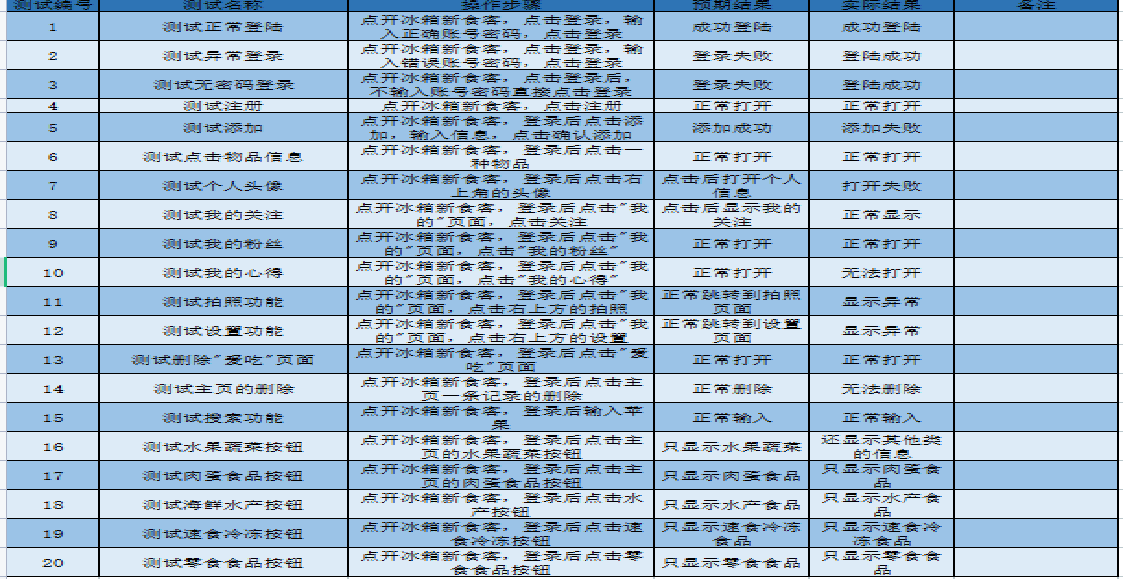 测试编号 测试名称 操作步骤 预期结果 实际结果 备注
1 测试正常登陆 点开冰箱新食客，点击登录，输入正确账号密码，点击登录 成功登陆 成功登陆
2 测试异常登录 点开冰箱新食客，点击登录，输入错误账号密码，点击登录 登录失败 登陆成功
3 测试无密码登录 点开冰箱新食客，点击登录后，不输入账号密码直接点击登录 登录失败 登陆成功
4 测试注册 点开冰箱新食客，点击注册 正常打开 正常打开
5 测试添加 点开冰箱新食客，登录后点击添加，输入信息，点击确认添加 添加成功 添加失败
6 测试点击物品信息 点开冰箱新食客，登录后点击一种物品 正常打开 正常打开
7 测试个人头像 点开冰箱新食客，登录后点击右上角的头像 点击后打开个人信息 打开失败
8 测试我的关注 点开冰箱新食客，登录后点击"我的"页面，点击关注 点击后显示我的关注 正常显示
9 测试我的粉丝 点开冰箱新食客，登录后点击"我的"页面，点击"我的粉丝" 正常打开 正常打开
10 测试我的心得 点开冰箱新食客，登录后点击"我的"页面，点击"我的心得" 正常打开 无法打开
11 测试拍照功能 点开冰箱新食客，登录后点击"我的"页面，点击右上方的拍照 正常跳转到拍照页面 显示异常
12 测试设置功能 点开冰箱新食客，登录后点击"我的"页面，点击右上方的设置 正常跳转到设置页面 显示异常
13 测试删除"爱吃"页面 点开冰箱新食客，登录后点击"爱吃"页面 正常打开 正常打开
14 测试主页的删除 点开冰箱新食客，登录后点击主页一条记录的删除 正常删除 无法删除
15 测试搜索功能 点开冰箱新食客，登录后输入苹果 正常输入 正常输入
16 测试水果蔬菜按钮 点开冰箱新食客，登录后点击主页的水果蔬菜按钮 只显示水果蔬菜 还显示其他类的信息
17 测试肉蛋食品按钮 点开冰箱新食客，登录后点击主页的肉蛋食品按钮 只显示肉蛋食品 只显示肉蛋食品
18 测试海鲜水产按钮 点开冰箱新食客，登录后点击水产按钮 只显示水产食品 只显示水产食品
19 测试速食冷冻按钮 点开冰箱新食客，登录后点击速食冷冻按钮 只显示速食冷冻食品 只显示速食冷冻食品
20 测试零食食品按钮 点开冰箱新食客，登录后点击零食食品按钮 只显示零食食品 只显示零食食品